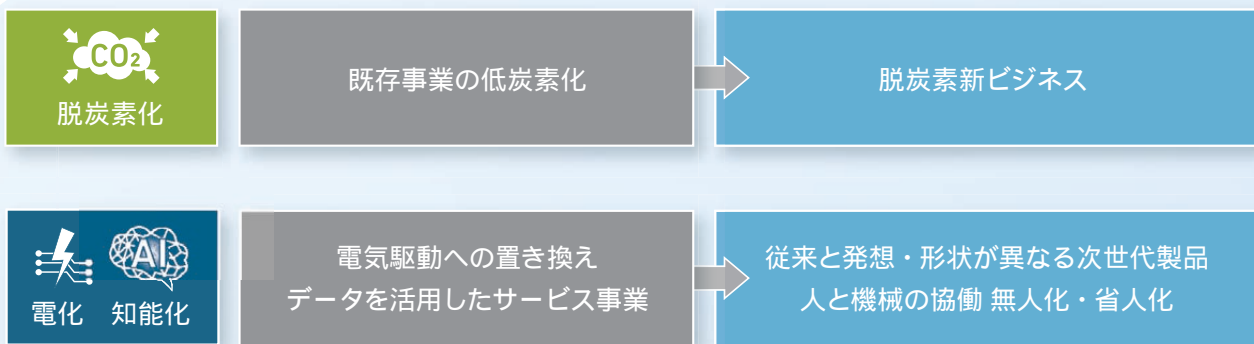 CO2
脱炭素化
既存事業の低炭素化
脱炭素新ビジネス
AI
電化 知能化
電気駆動への置き換え
データを活用したサービス事業
従来と発想・形状が異なる次世代製品
人と機械の協働 無人化・省人化